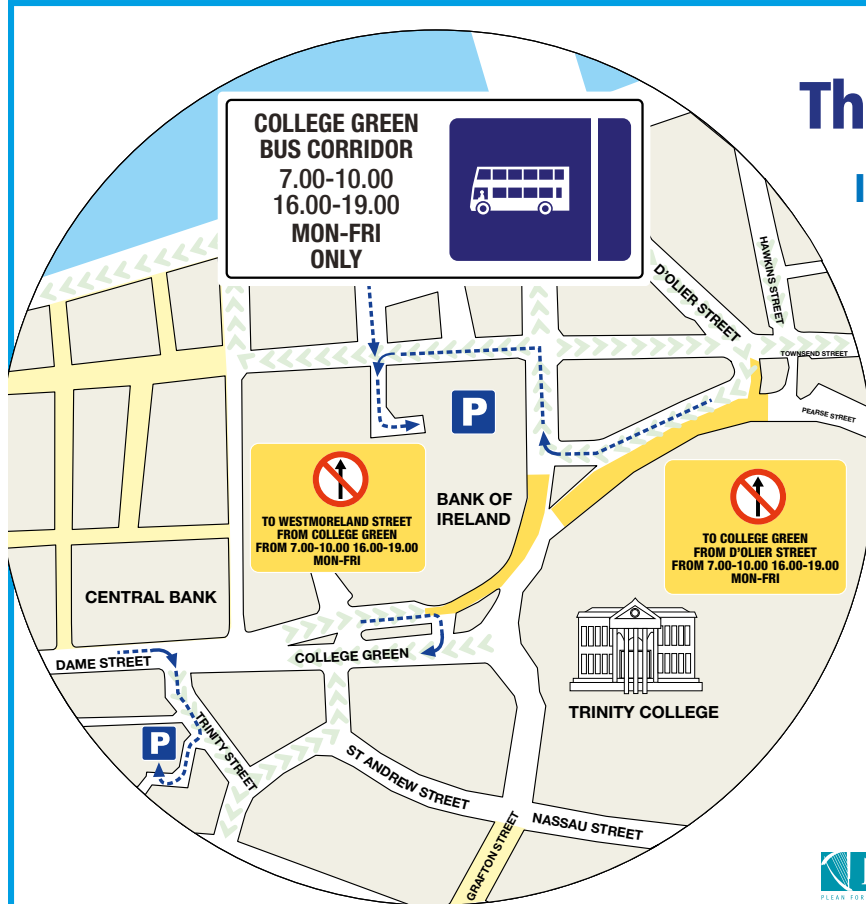 Th
I
COLLEGE GREEN
BUS CORRIDOR
7.00-10.00
16.00-19.00
MON-FRI
ONLY
HAWKINS STREET
D'OLIER STREET
TOWNSEND STREET
PEARSE STREET
P
TO WESTMORELAND STREET
FROM COLLEGE GREEN
FROM 7.00-10.00 16.00-19.00
MON-FRI
BANK OF
IRELAND
TO COLLEGE GREEN
FROM D'OLIER STREET
FROM 7.00-10.00 16.00-19.00
MON-FRI
CENTRAL BANK
DAME STREET
COLLEGE GREEN
TRINITY COLLEGE
P
TRINITY STREET
ST ANDREW STREET
NASSAU STREET
GRAFTON STREET
PLEAN FOR